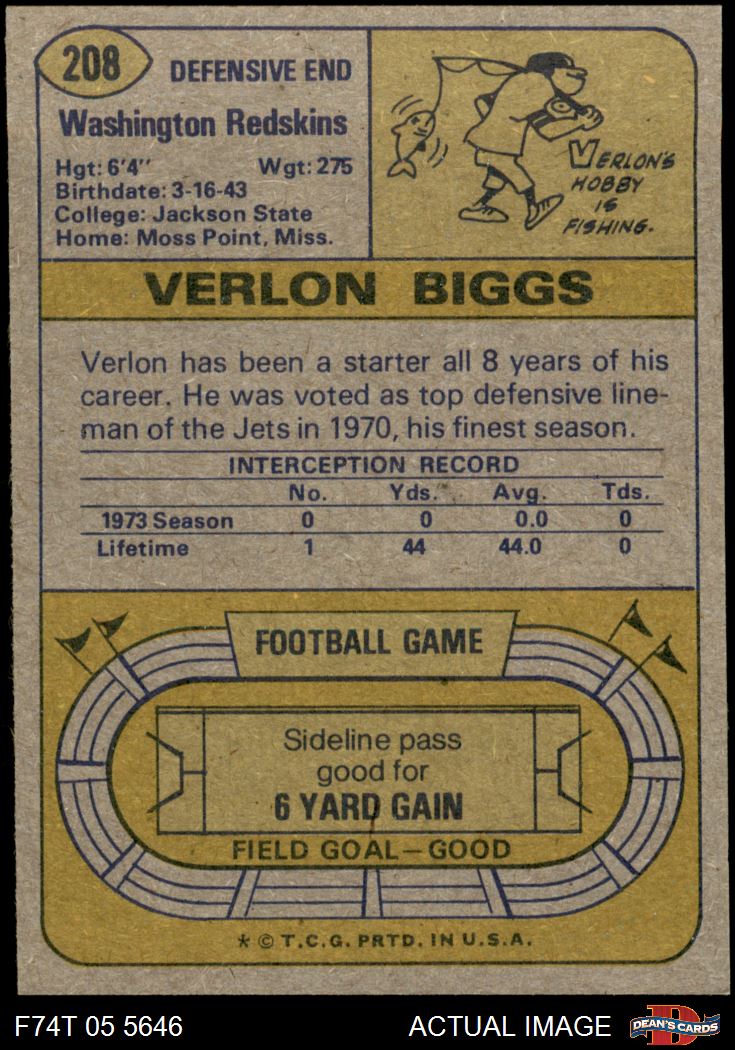 208
DEFENSIVE END
Washington Redskins
Hgt: 6'4" Wgt: 275
Birthdate: 3-16-43
College: Jackson State
Home: Moss Point, Miss.
VERLON'S
HOBBY
IS
FISHING.
VERLON BIGGS
Verlon has been a starter all 8 years of his
career. He was voted as top defensive line-
man of the Jets in 1970, his finest season.
INTERCEPTION RECORD
No. Yds. Avg. Tds.
1973 Season 0 0 0.0 0
Lifetime 1 44 44.0 0
FOOTBALL GAME
Sideline pass
good for
6 YARD GAIN
FIELD GOAL—GOOD
* © T.C.G. PRTD. IN U.S.A.
F74T 05 5646 ACTUAL IMAGE
DEAN'S CARDS